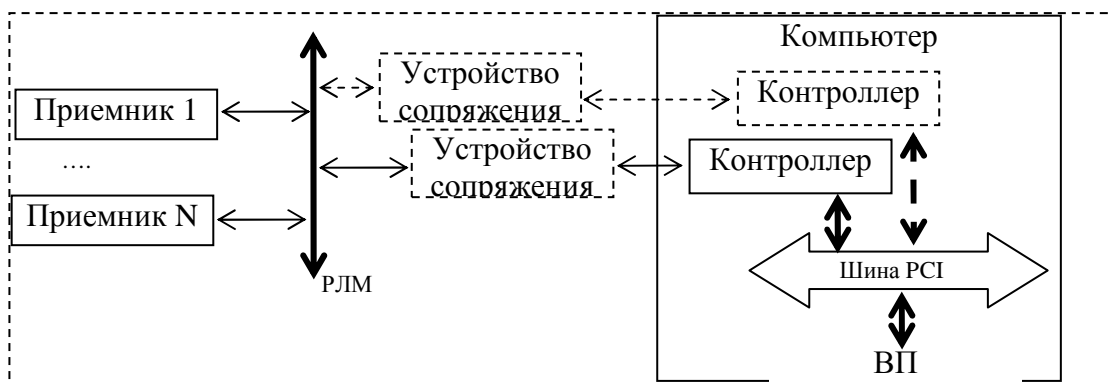 Компьютер
Устройство
сопряжения
Контроллер
Приемник 1
....
Устройство
сопряжения
Контроллер
Приемник N
РЛМ
Шина PCI
ВП